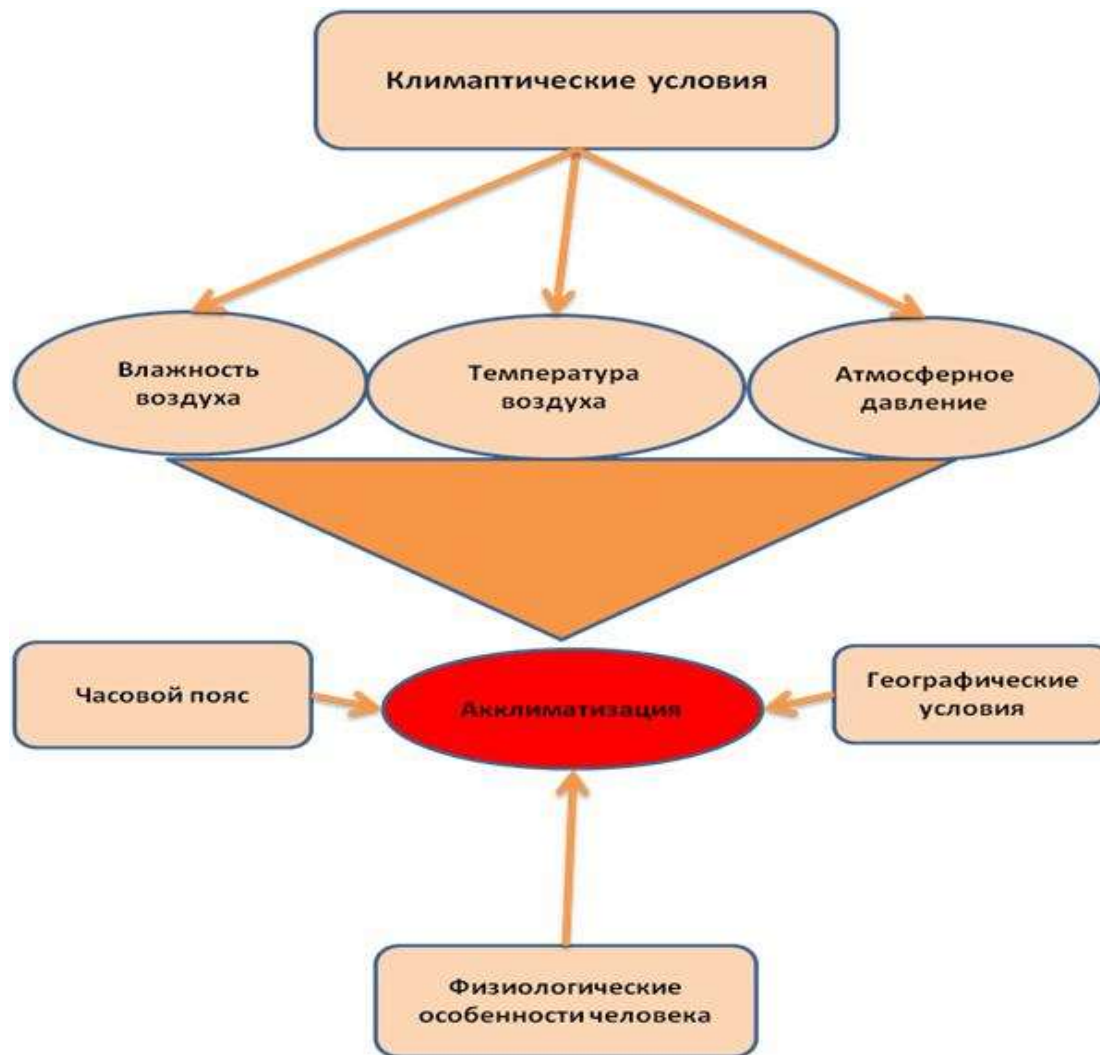 Климаптические условия
Влажность
воздуха
Температура
воздуха
Атмосферное
давление
Часовой пояс
Акклиматизация
Географические
условия
Физиологические
особенности человека